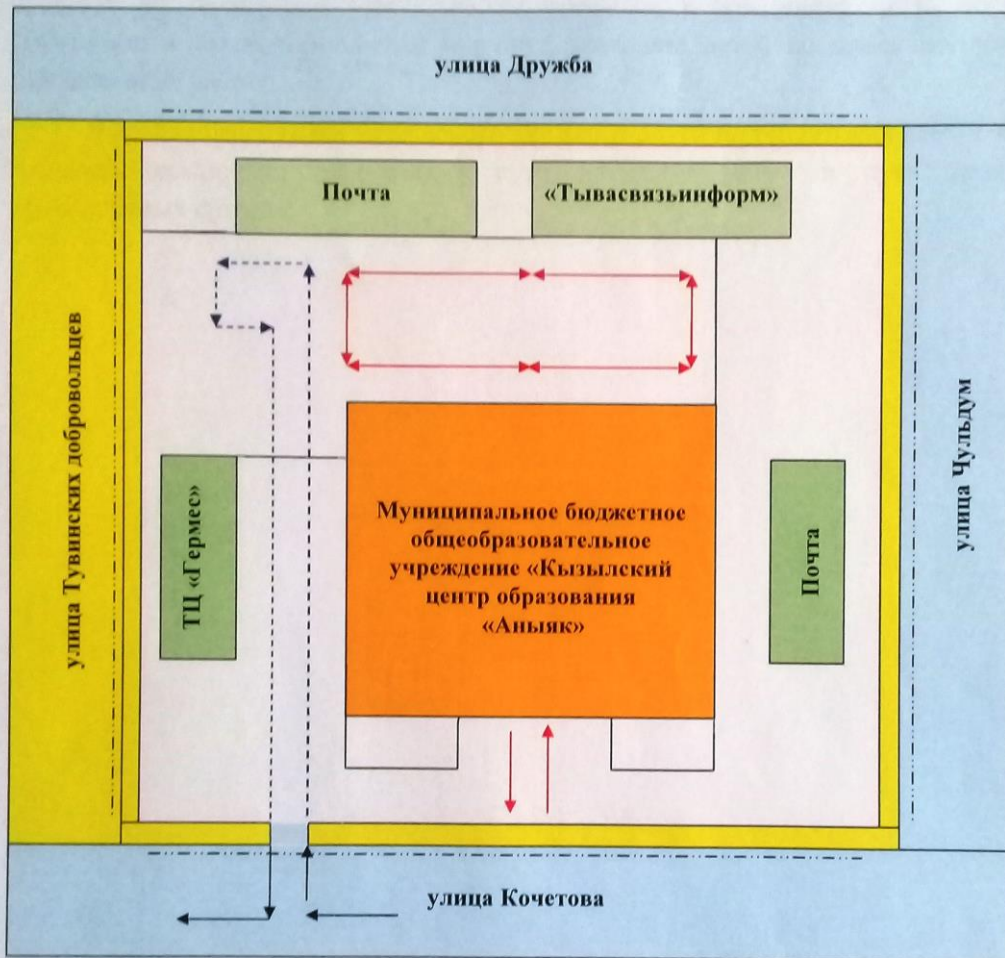 улица Дружба
Почта
«Тывасвязьинформ»
улица Тувинских добровольцев
ТЦ «Гермес»
Муниципальное бюджетное
общеобразовательное
учреждение «Кызылский
центр образования
«Аныяк»
Почта
улица Чульдум
улица Кочетова